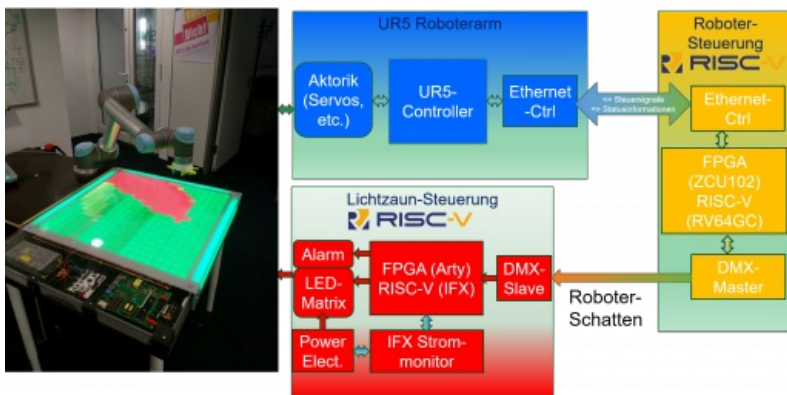 Dich!
UR5 Roboterarm
Aktorik
(Servos,
etc.)
UR5-
Controller
Ethernet
-Ctrl
<= Steuersignale
=> Statusinformationen
Roboter-
Steuerung
RISC-V
Ethernet-
Ctrl
FPGA
(ZCU102)
RISC-V
(RV64GC)
DMX-
Master
Lichtzaun-Steuerung
RISC-V
Alarm
LED-
Matrix
FPGA (Arty)
RISC-V (IFX)
DMX-
Slave
Power
Elect.
IFX Strom-
monitor
Roboter-
Schatten